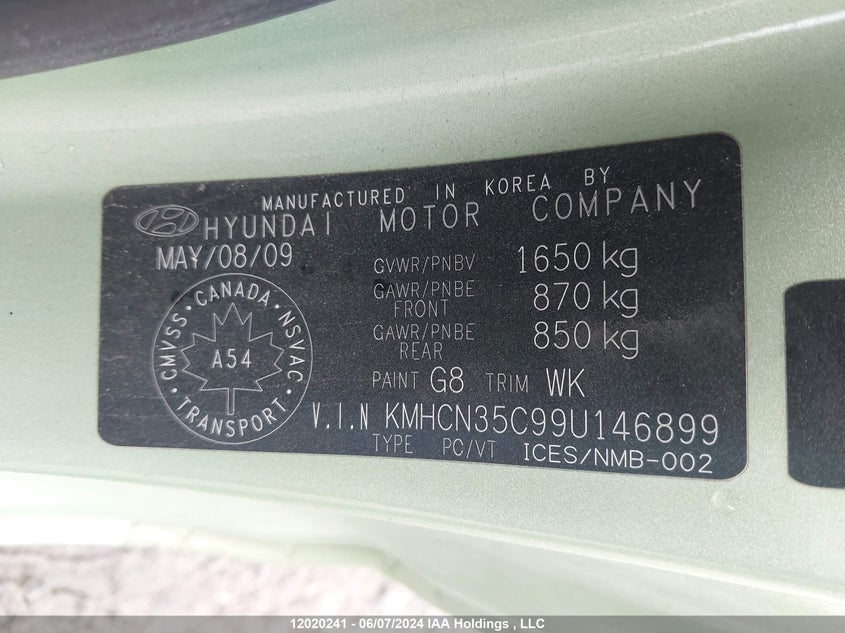 MANUFACTURED IN KOREA BY
HYUNDAI MOTOR COMPANY
MAY/08/09
GVWR/PNBV 1650 kg
GAWR/PNBE FRONT 870 kg
GAWR/PNBE REAR 850 kg
CANADA · NSVAC · TRANSPORT · CMVSS ·
A54
PAINT G8 TRIM WK
V.I.N KMHCN35C99U146899
TYPE PC/VT ICES/NMB-002
12020241 - 06/07/2024 IAA Holdings , LLC